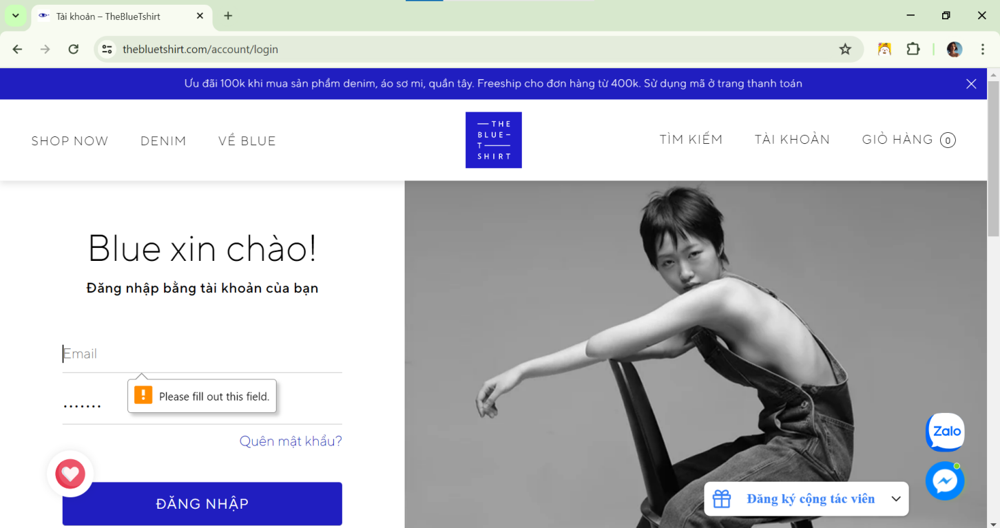 Tài khoản – TheBlueTshirt
thebluetshirt.com/account/login
Ưu đãi 100k khi mua sản phẩm denim, áo sơ mi, quần tây. Freeship cho đơn hàng từ 400k. Sử dụng mã ở trang thanh toán
SHOP NOW
DENIM
VỀ BLUE
THE
BLUE
T
SHIRT
TÌM KIẾM
TÀI KHOẢN
GIỎ HÀNG 0
Blue xin chào!
Đăng nhập bằng tài khoản của bạn
Email
Please fill out this field.
Quên mật khẩu?
ĐĂNG NHẬP
Zalo
Đăng ký cộng tác viên